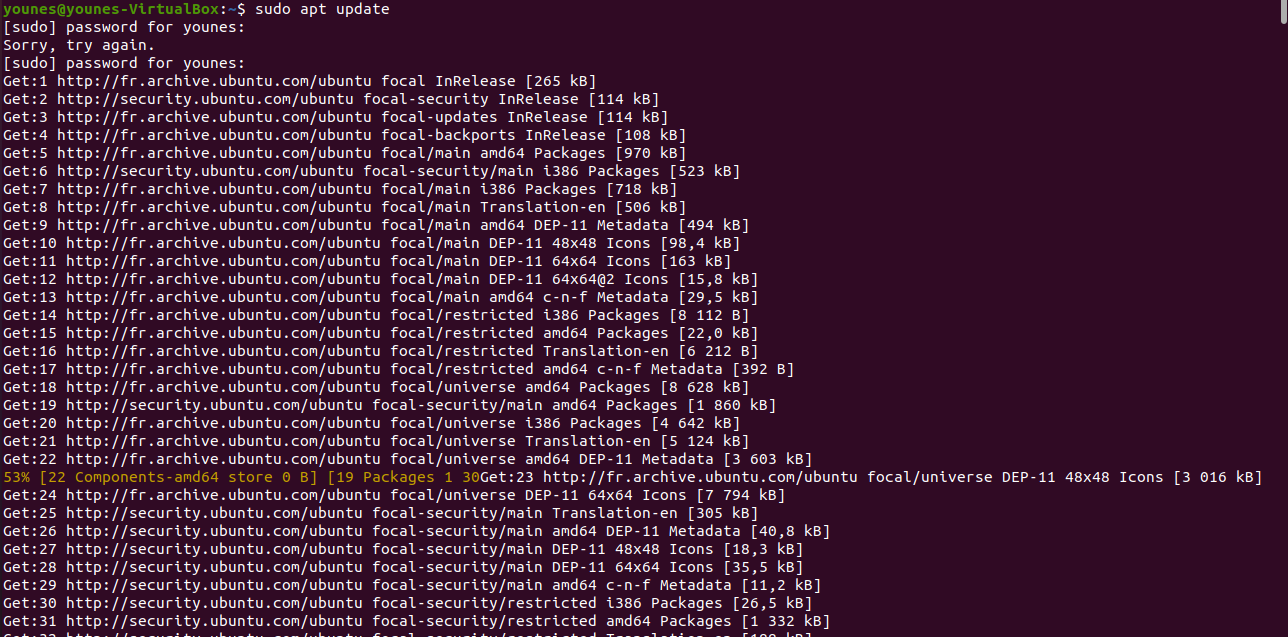 younes@younes-VirtualBox:~$ sudo apt update
[sudo] password for younes:
Sorry, try again.
[sudo] password for younes:
Get:1 http://fr.archive.ubuntu.com/ubuntu focal InRelease [265 kB]
Get:2 http://security.ubuntu.com/ubuntu focal-security InRelease [114 kB]
Get:3 http://fr.archive.ubuntu.com/ubuntu focal-updates InRelease [114 kB]
Get:4 http://fr.archive.ubuntu.com/ubuntu focal-backports InRelease [108 kB]
Get:5 http://fr.archive.ubuntu.com/ubuntu focal/main amd64 Packages [970 kB]
Get:6 http://security.ubuntu.com/ubuntu focal-security/main i386 Packages [523 kB]
Get:7 http://fr.archive.ubuntu.com/ubuntu focal/main i386 Packages [718 kB]
Get:8 http://fr.archive.ubuntu.com/ubuntu focal/main Translation-en [506 kB]
Get:9 http://fr.archive.ubuntu.com/ubuntu focal/main amd64 DEP-11 Metadata [494 kB]
Get:10 http://fr.archive.ubuntu.com/ubuntu focal/main DEP-11 48x48 Icons [98,4 kB]
Get:11 http://fr.archive.ubuntu.com/ubuntu focal/main DEP-11 64x64 Icons [163 kB]
Get:12 http://fr.archive.ubuntu.com/ubuntu focal/main DEP-11 64x64@2 Icons [15,8 kB]
Get:13 http://fr.archive.ubuntu.com/ubuntu focal/main amd64 c-n-f Metadata [29,5 kB]
Get:14 http://fr.archive.ubuntu.com/ubuntu focal/restricted i386 Packages [8 112 B]
Get:15 http://fr.archive.ubuntu.com/ubuntu focal/restricted amd64 Packages [22,0 kB]
Get:16 http://fr.archive.ubuntu.com/ubuntu focal/restricted Translation-en [6 212 B]
Get:17 http://fr.archive.ubuntu.com/ubuntu focal/restricted amd64 c-n-f Metadata [392 B]
Get:18 http://fr.archive.ubuntu.com/ubuntu focal/universe amd64 Packages [8 628 kB]
Get:19 http://security.ubuntu.com/ubuntu focal-security/main amd64 Packages [1 860 kB]
Get:20 http://fr.archive.ubuntu.com/ubuntu focal/universe i386 Packages [4 642 kB]
Get:21 http://fr.archive.ubuntu.com/ubuntu focal/universe Translation-en [5 124 kB]
Get:22 http://fr.archive.ubuntu.com/ubuntu focal/universe amd64 DEP-11 Metadata [3 603 kB]
53% [22 Components-amd64 store 0 B] [19 Packages 1 30Get:23 http://fr.archive.ubuntu.com/ubuntu focal/universe DEP-11 48x48 Icons [3 016 kB]
Get:24 http://fr.archive.ubuntu.com/ubuntu focal/universe DEP-11 64x64 Icons [7 794 kB]
Get:25 http://security.ubuntu.com/ubuntu focal-security/main Translation-en [305 kB]
Get:26 http://security.ubuntu.com/ubuntu focal-security/main amd64 DEP-11 Metadata [40,8 kB]
Get:27 http://security.ubuntu.com/ubuntu focal-security/main DEP-11 48x48 Icons [18,3 kB]
Get:28 http://security.ubuntu.com/ubuntu focal-security/main DEP-11 64x64 Icons [35,5 kB]
Get:29 http://security.ubuntu.com/ubuntu focal-security/main amd64 c-n-f Metadata [11,2 kB]
Get:30 http://security.ubuntu.com/ubuntu focal-security/restricted i386 Packages [26,5 kB]
Get:31 http://security.ubuntu.com/ubuntu focal-security/restricted amd64 Packages [1 332 kB]